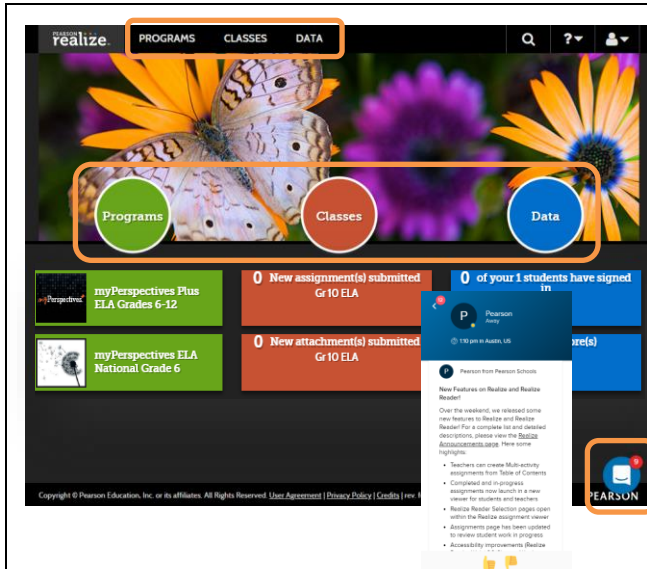 PEARSON
realize.
PROGRAMS CLASSES DATA
?
Programs
Classes
Data
Perspectives
myPerspectives Plus
ELA Grades 6-12
0 New assignment(s) submitted
Gr10 ELA
0 of your 1 students have signed
in
myPerspectives ELA
National Grade 6
0 New attachment(s) submitted
Gr10 ELA
ore(s)
P
Pearson
Away
1:10 pm in Austin, US
P
Pearson from Pearson Schools
New Features on Realize and Realize
Reader!
Over the weekend, we released some
new features to Realize and Realize
Reader! For a complete list and detailed
descriptions, please view the Realize
Announcements page. Here some
highlights:
• Teachers can create Multi-activity
assignments from Table of Contents
• Completed and in-progress
assignments now launch in a new
viewer for students and teachers
• Realize Reader Selection pages open
within the Realize assignment viewer
• Assignments page has been updated
to review student work in progress
• Accessibility improvements (Realize
9
Copyright © Pearson Education, Inc. or its affiliates. All Rights Reserved. User Agreement | Privacy Policy | Credits | rev.
PEARSON